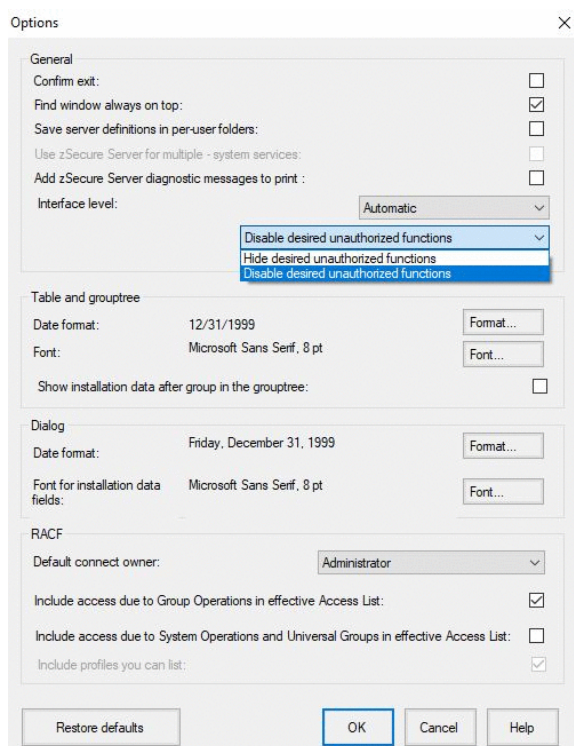 Options
General
Confirm exit:
Find window always on top:
Save server definitions in per-user folders:
Use zSecure Server for multiple - system services:
Add zSecure Server diagnostic messages to print :
Interface level:
Automatic
Disable desired unauthorized functions
Hide desired unauthorized functions
Disable desired unauthorized functions
Table and grouptree
Date format:
12/31/1999
Format...
Font:
Microsoft Sans Serif, 8 pt
Font...
Show installation data after group in the grouptree:
Dialog
Date format:
Friday, December 31, 1999
Format...
Font for installation data
fields:
Microsoft Sans Serif, 8 pt
Font...
RACF
Default connect owner:
Administrator
Include access due to Group Operations in effective Access List:
Include access due to System Operations and Universal Groups in effective Access List:
Include profiles you can list:
Restore defaults
OK
Cancel
Help